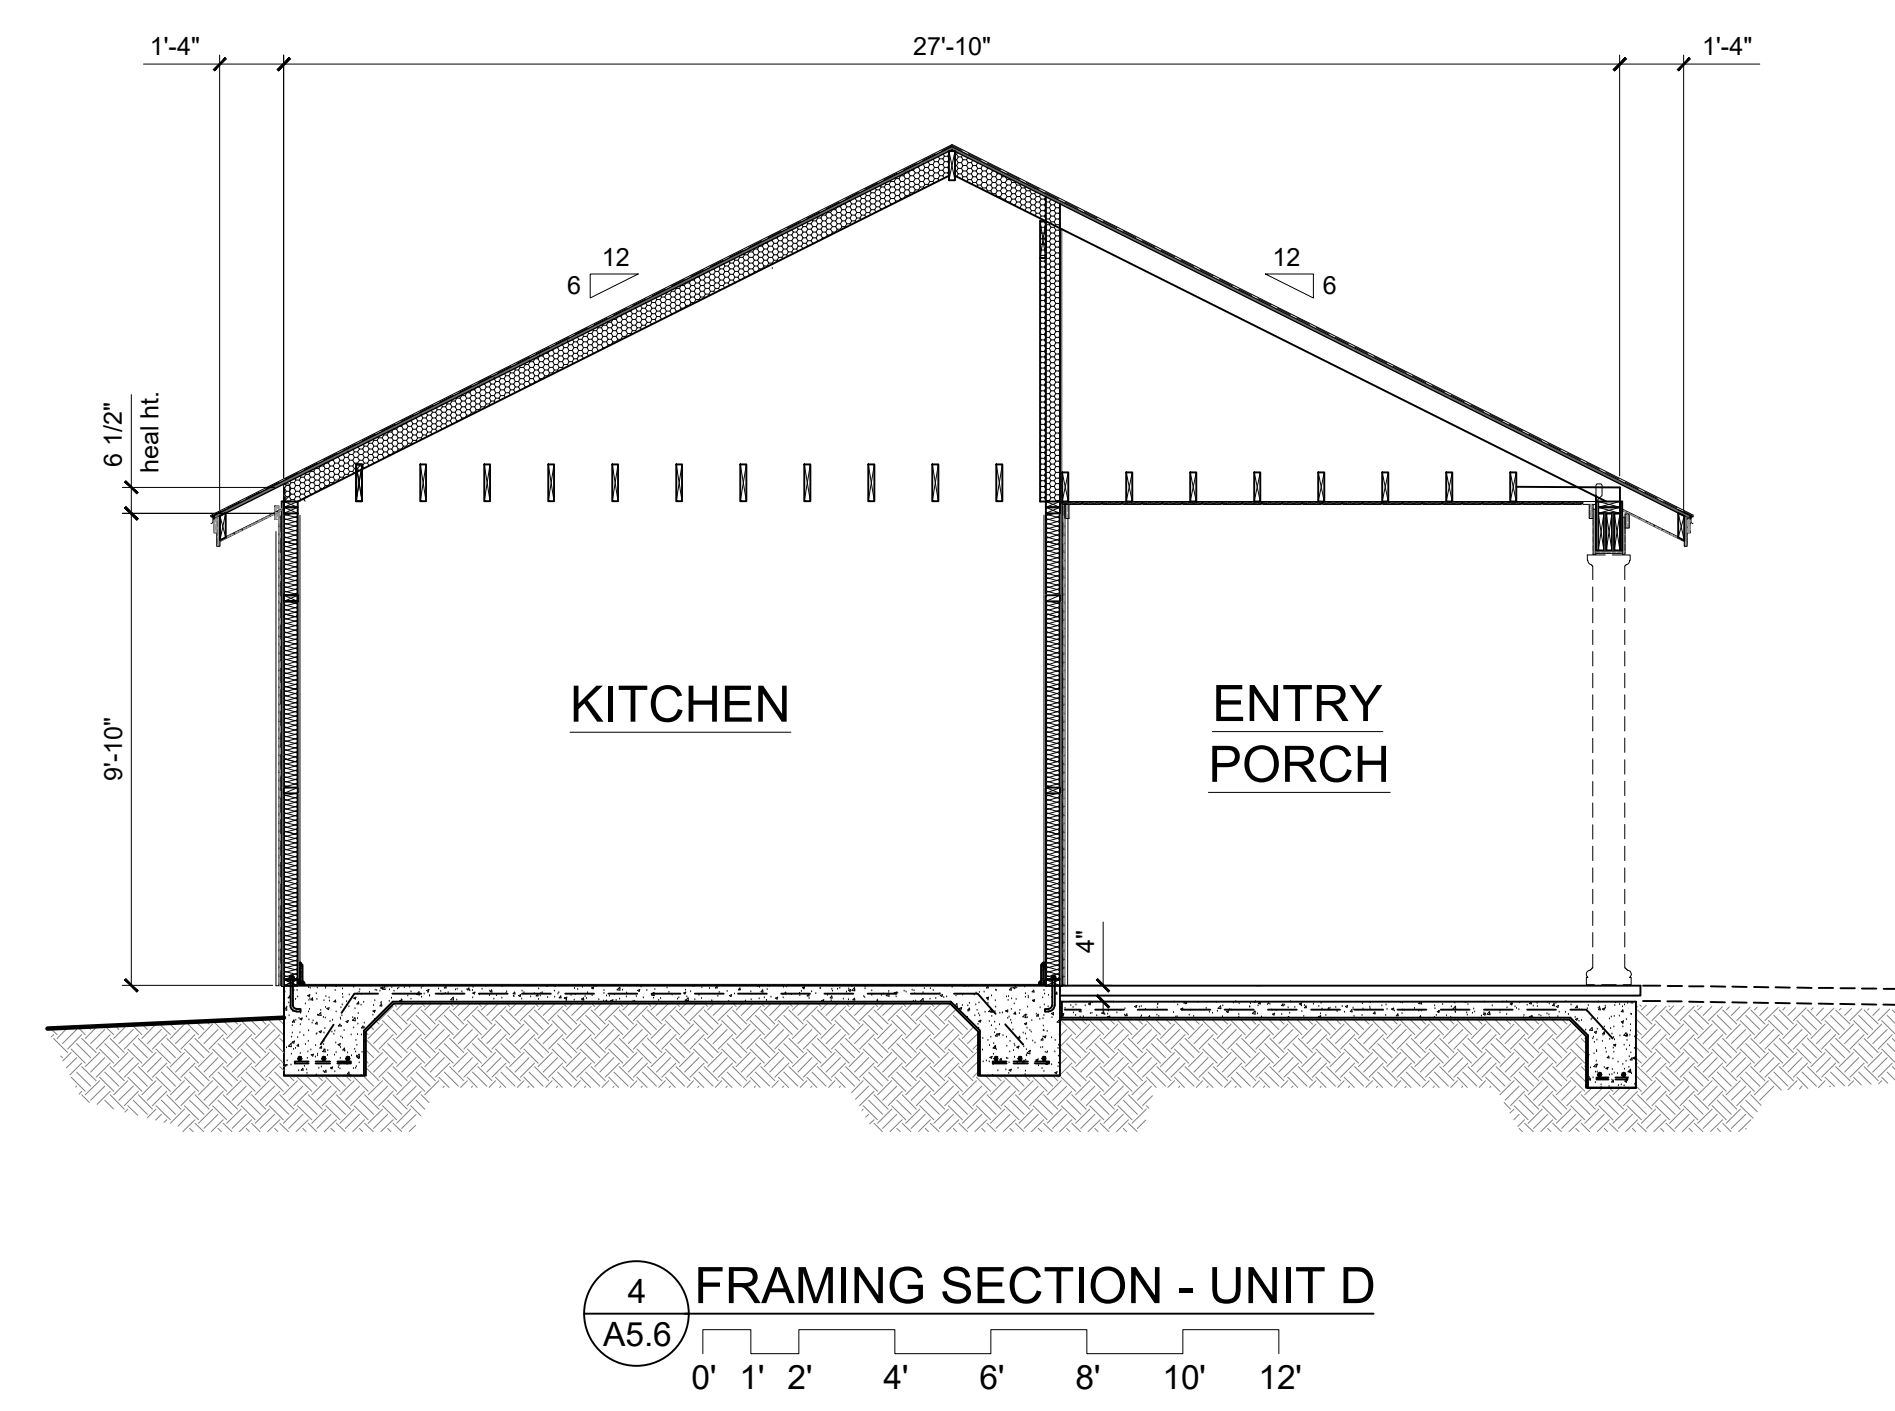 1'-4"
27'-10"
1'-4"
12
6
12
6
6 1/2"
heal ht.
9'-10"
KITCHEN
ENTRY
PORCH
4"
4
A5.6
FRAMING SECTION - UNIT D
0' 1' 2' 4' 6' 8' 10' 12'